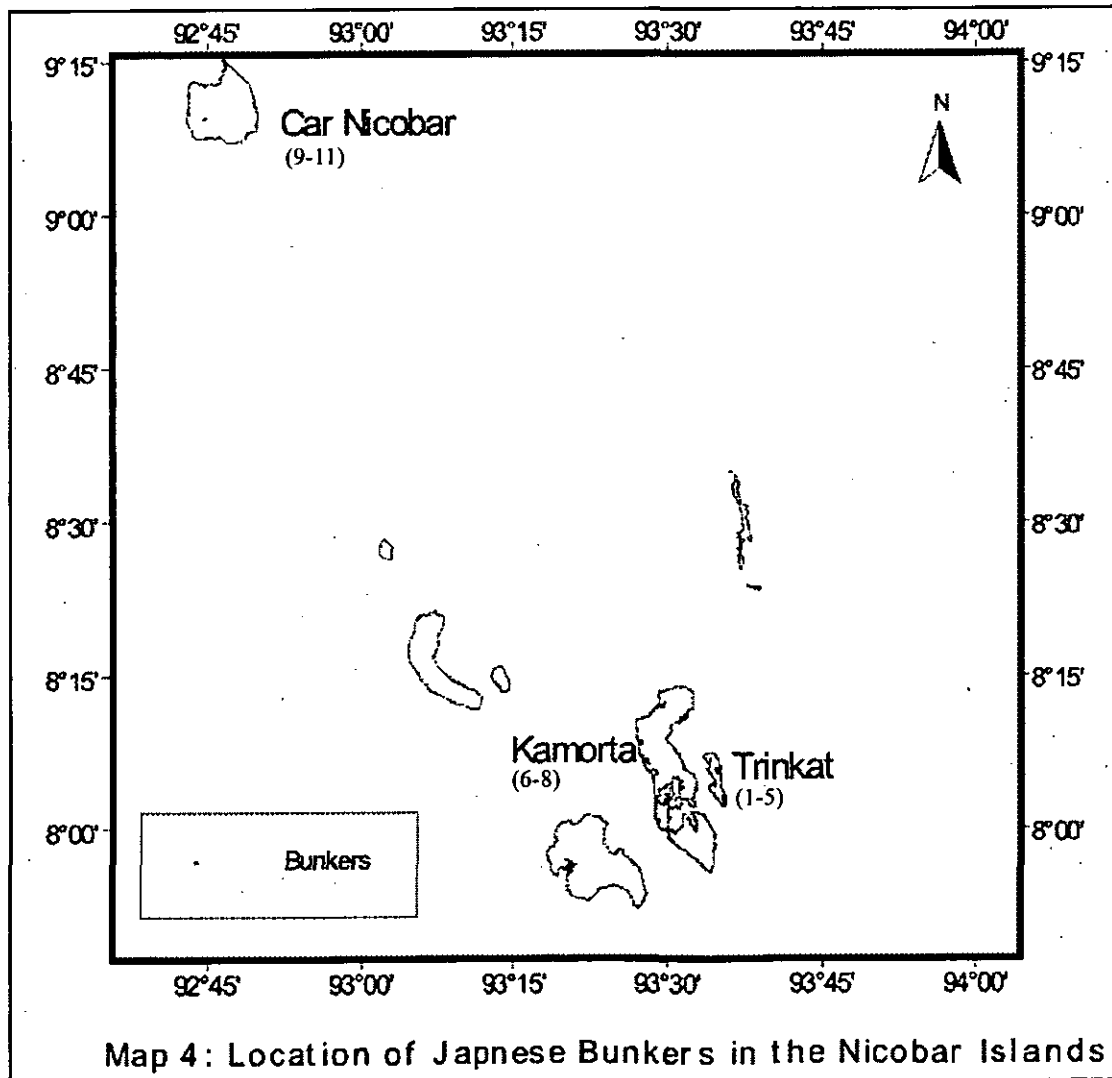 92°45' 93°00' 93°15' 93°30' 93°45' 94°00'
N
9°15' 9°15'
Car Nicobar
(9-11)
9°00' 9°00'
8°45' 8°45'
8°30' 8°30'
8°15' 8°15'
Kamorta
(6-8)
Trinkat
(1-5)
8°00' 8°00'
Bunkers
92°45' 93°00' 93°15' 93°30' 93°45' 94°00'
Map 4: Location of Japnese Bunkers in the Nicobar Islands